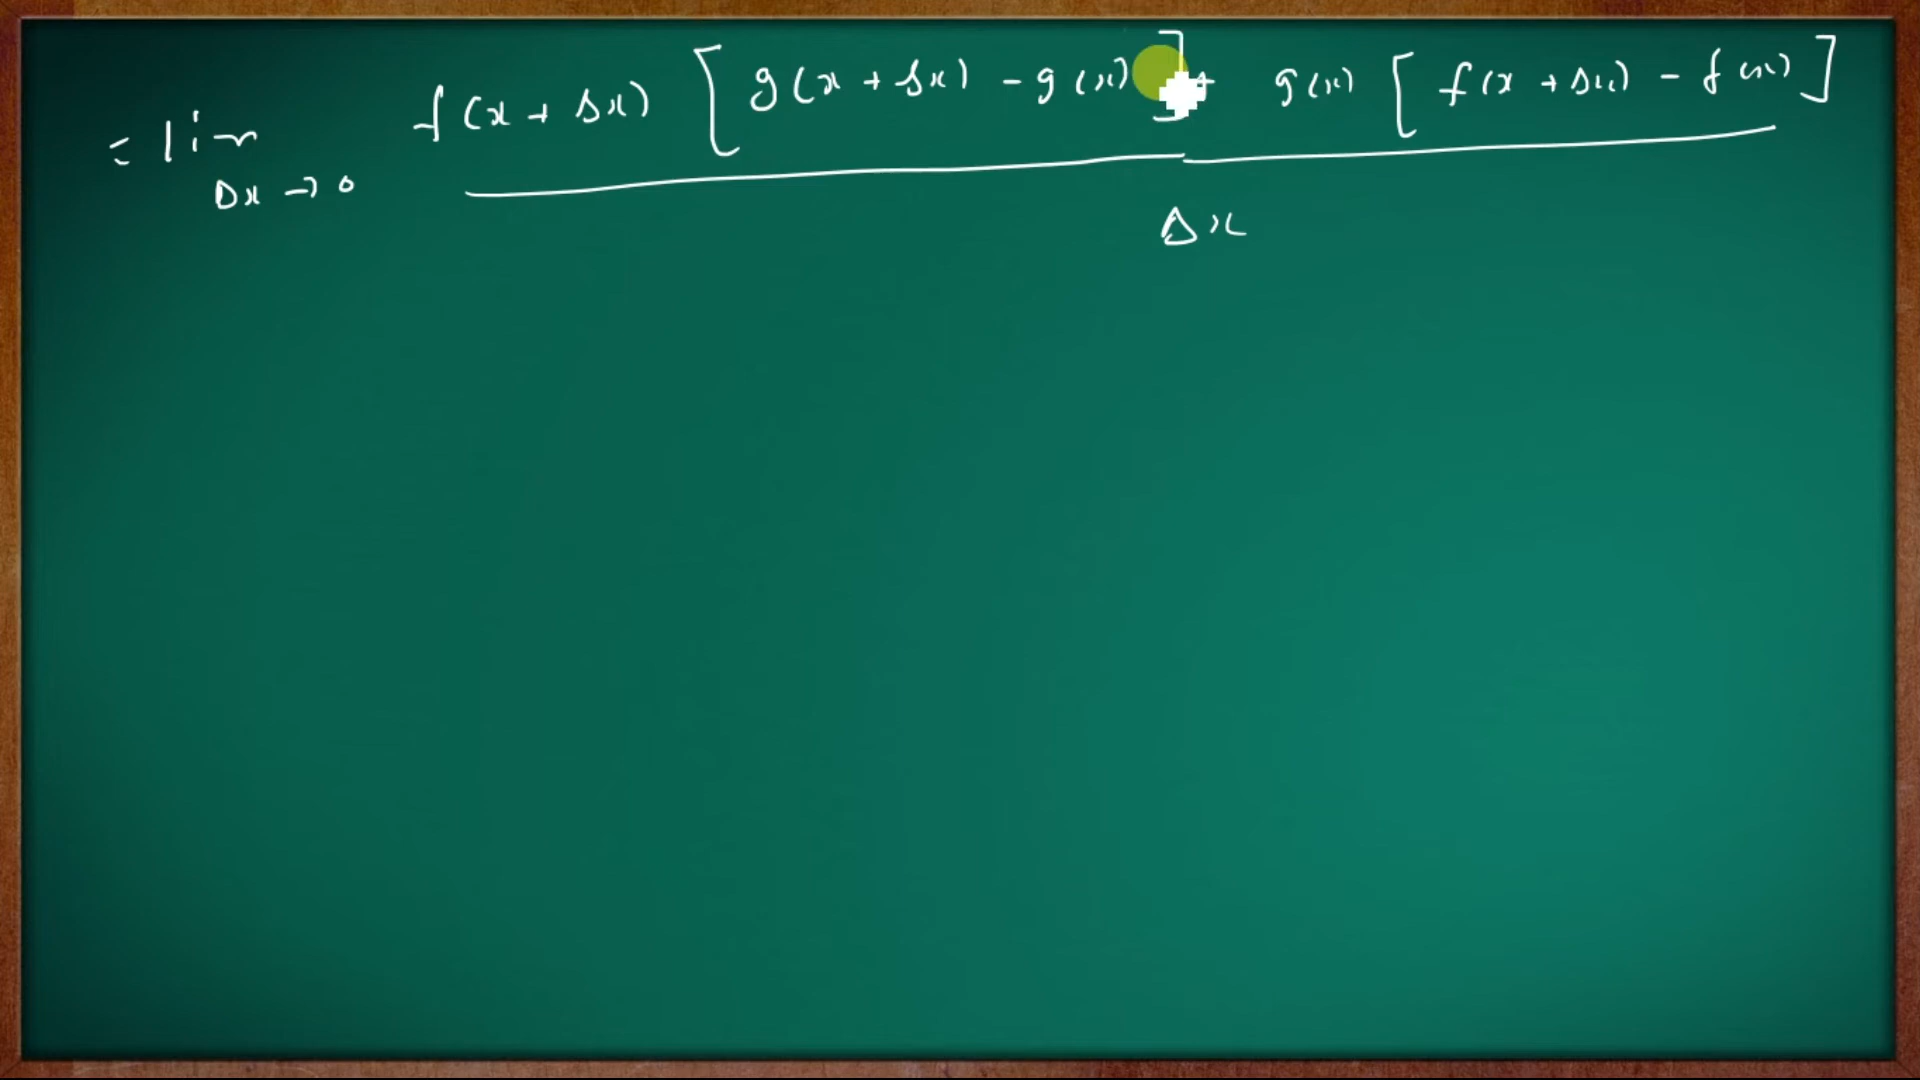 = lim f(x + Δx) [g(x + Δx) - g(x)] + g(x) [f(x + Δx) - f(x)]
Δx → 0
Δx